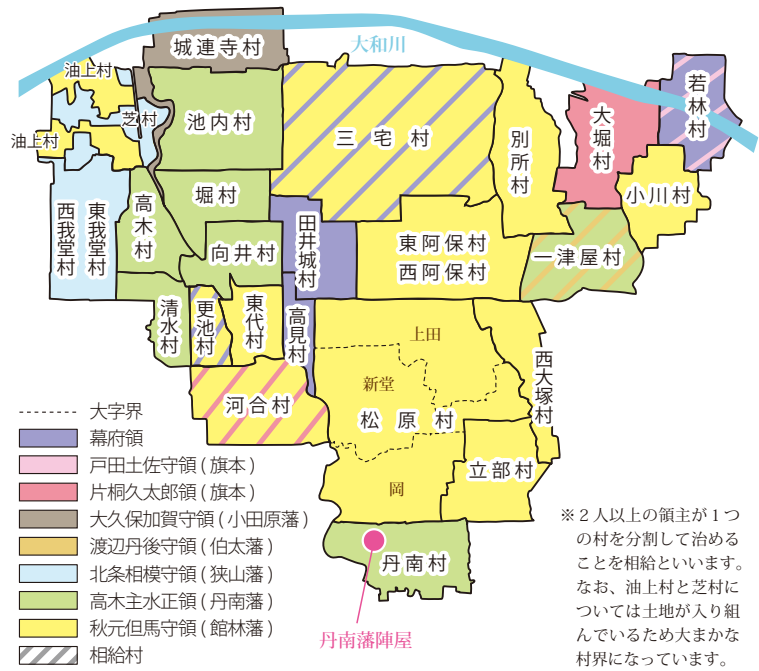 城連寺村
大和川
油上村
芝村
油上村
池内村
三宅村
別所村
大堀村
若林村
小川村
西我堂村
東我堂村
高木村
堀村
向井村
田井城村
東阿保村
西阿保村
一津屋村
清水村
更池村
東代村
高見村
上田
新堂
松原村
西大塚村
河合村
岡
立部村
丹南村
丹南藩陣屋
大字界
幕府領
戸田土佐守領(旗本)
片桐久太郎領(旗本)
大久保加賀守領(小田原藩)
渡辺丹後守領(伯太藩)
北条相模守領(狭山藩)
高木主水正領(丹南藩)
秋元但馬守領(館林藩)
相給村
※2人以上の領主が1つ
の村を分割して治める
ことを相給といいます。
なお、油上村と芝村に
ついては土地が入り組
んでいるため大まかな
村界になっています。